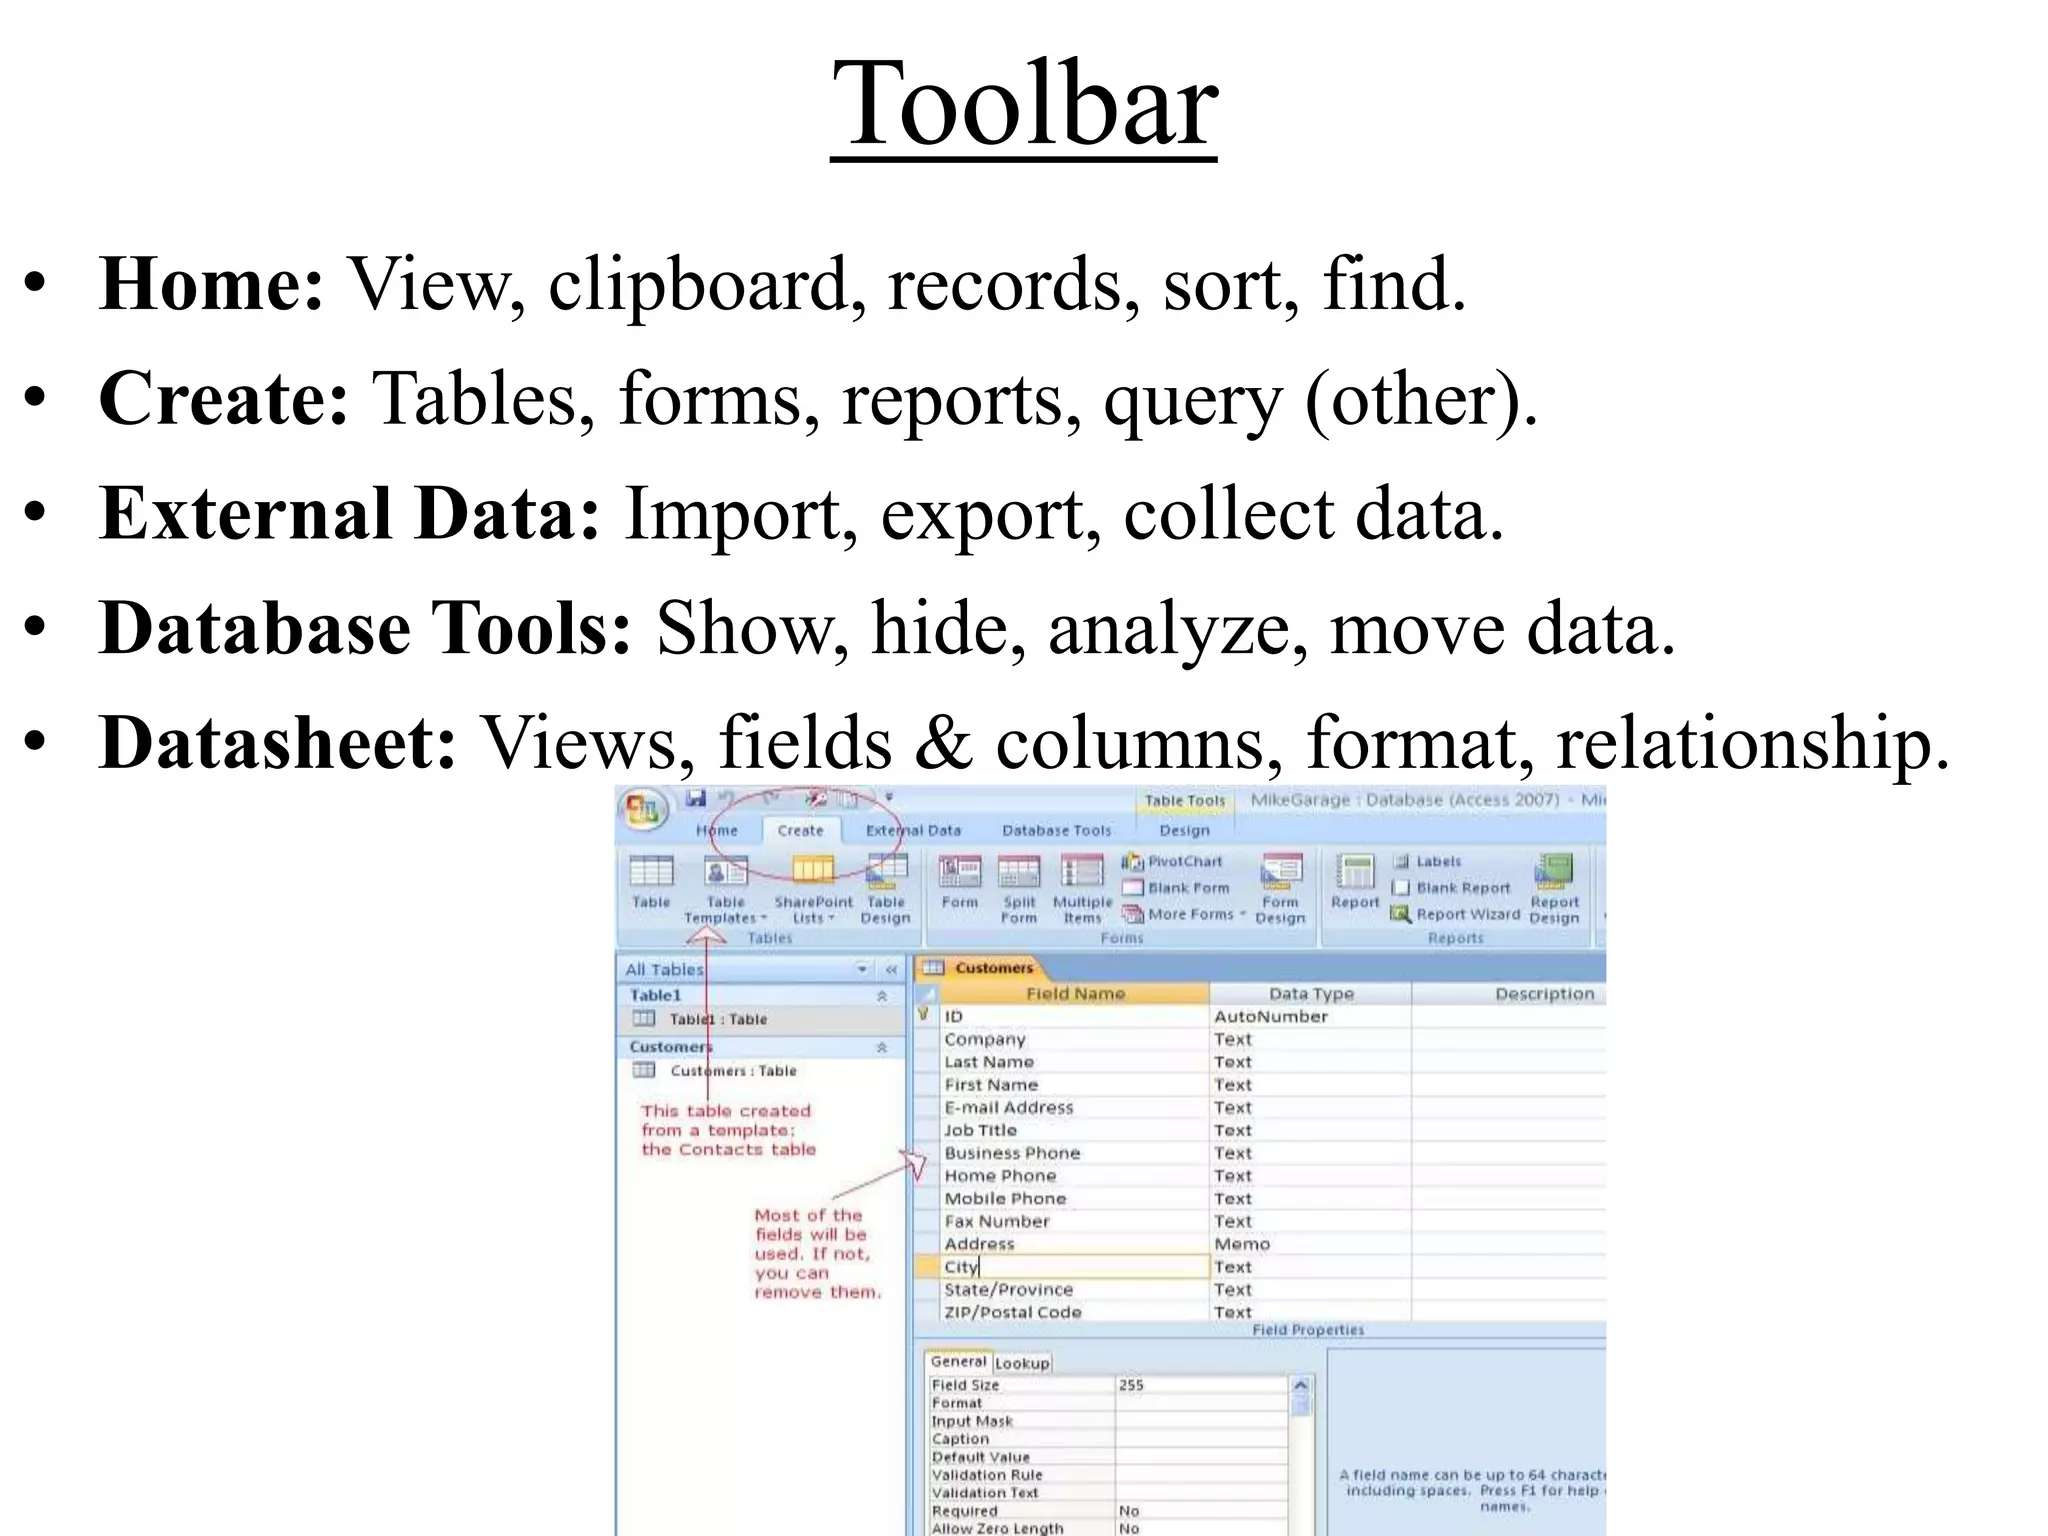 Toolbar
• Home: View, clipboard, records, sort, find.
• Create: Tables, forms, reports, query (other).
• External Data: Import, export, collect data.
• Database Tools: Show, hide, analyze, move data.
• Datasheet: Views, fields & columns, format, relationship.
Table Tools MikeGarage : Database (Access 2007) -
Home Create External Data Database Tools Design
Table
Table Templates
SharePoint Lists
Table Design
Tables
Form
Split Form
Multiple Items
PivotChart
Blank Form
More Forms
Form Design
Forms
Report
Labels
Blank Report
Report Wizard
Report Design
Reports
All Tables
Table1
Table1 : Table
Customers
Customers : Table
This table created
from a template;
the Contacts table
Most of the
fields will be
used. If not,
you can
remove them.
Customers
Field Name Data Type Description
ID AutoNumber
Company Text
Last Name Text
First Name Text
E-mail Address Text
Job Title Text
Business Phone Text
Home Phone Text
Mobile Phone Text
Fax Number Text
Address Memo
City Text
State/Province Text
ZIP/Postal Code Text
Field Properties
General Lookup
Field Size 255
Format
Input Mask
Caption
Default Value
Validation Rule
Validation Text
Required No
Allow Zero Length No
A field name can be up to 64 characte
including spaces. Press F1 for help
names.